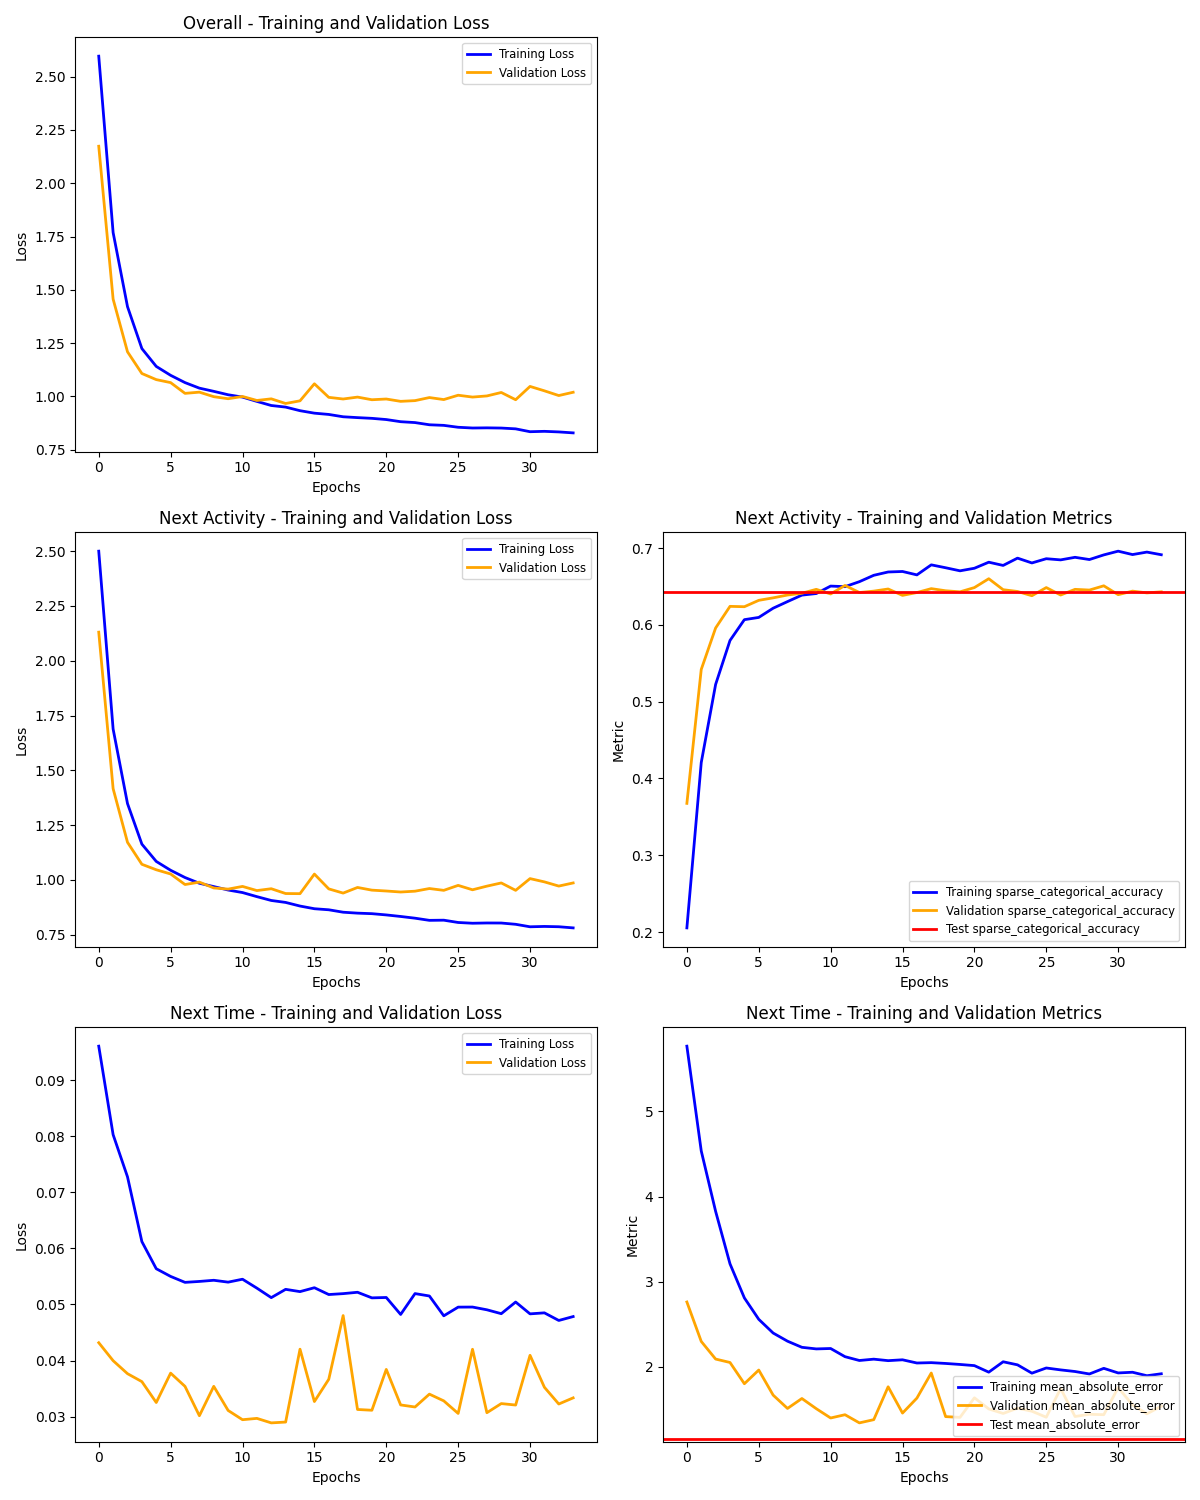 Overall - Training and Validation Loss
Training Loss
Validation Loss
2.50
2.25
2.00
1.75
1.50
1.25
1.00
0.75
Loss
0 5 10 15 20 25 30
Epochs
Next Activity - Training and Validation Loss
Training Loss
Validation Loss
2.50
2.25
2.00
1.75
1.50
1.25
1.00
0.75
Loss
0 5 10 15 20 25 30
Epochs
Next Activity - Training and Validation Metrics
0.7
0.6
0.5
0.4
0.3
0.2
Metric
Training sparse_categorical_accuracy
Validation sparse_categorical_accuracy
Test sparse_categorical_accuracy
0 5 10 15 20 25 30
Epochs
Next Time - Training and Validation Loss
Training Loss
Validation Loss
0.09
0.08
0.07
0.06
0.05
0.04
0.03
Loss
0 5 10 15 20 25 30
Epochs
Next Time - Training and Validation Metrics
5
4
3
2
Metric
Training mean_absolute_error
Validation mean_absolute_error
Test mean_absolute_error
0 5 10 15 20 25 30
Epochs